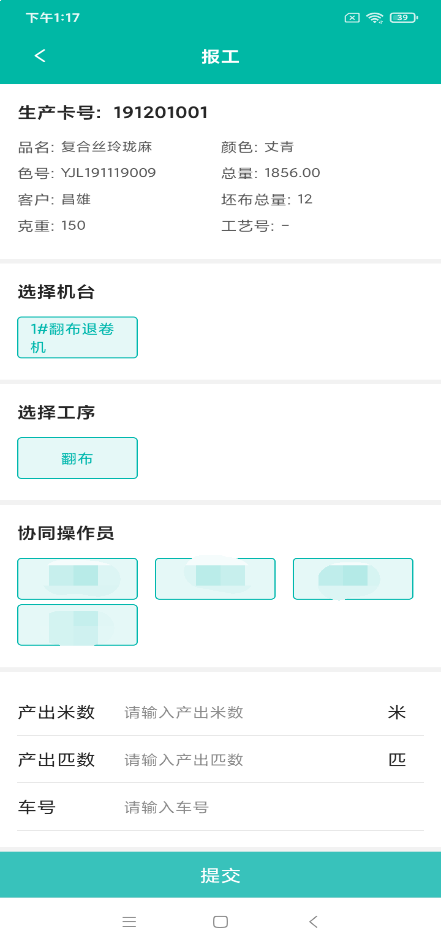 下午1:17
39
报工
生产卡号: 191201001
品名: 复合丝玲珑麻 颜色: 丈青
色号: YJL191119009 总量: 1856.00
客户: 昌雄 坯布总量: 12
克重: 150 工艺号: -
选择机台
1#翻布退卷
机
选择工序
翻布
协同操作员
产出米数 请输入产出米数 米
产出匹数 请输入产出匹数 匹
车号 请输入车号
提交